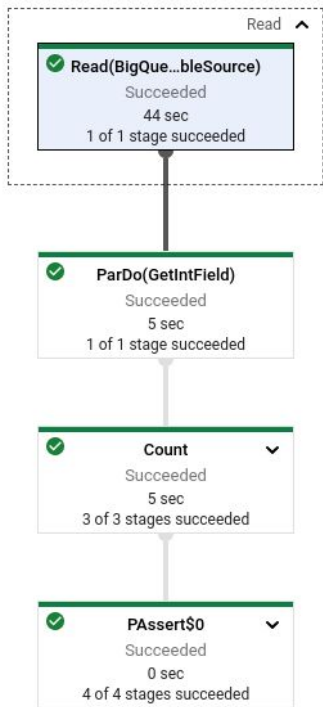 Read
Read(BigQue...bleSource)
Succeeded
44 sec
1 of 1 stage succeeded
ParDo(GetIntField)
Succeeded
5 sec
1 of 1 stage succeeded
Count
Succeeded
5 sec
3 of 3 stages succeeded
PAssert$0
Succeeded
0 sec
4 of 4 stages succeeded